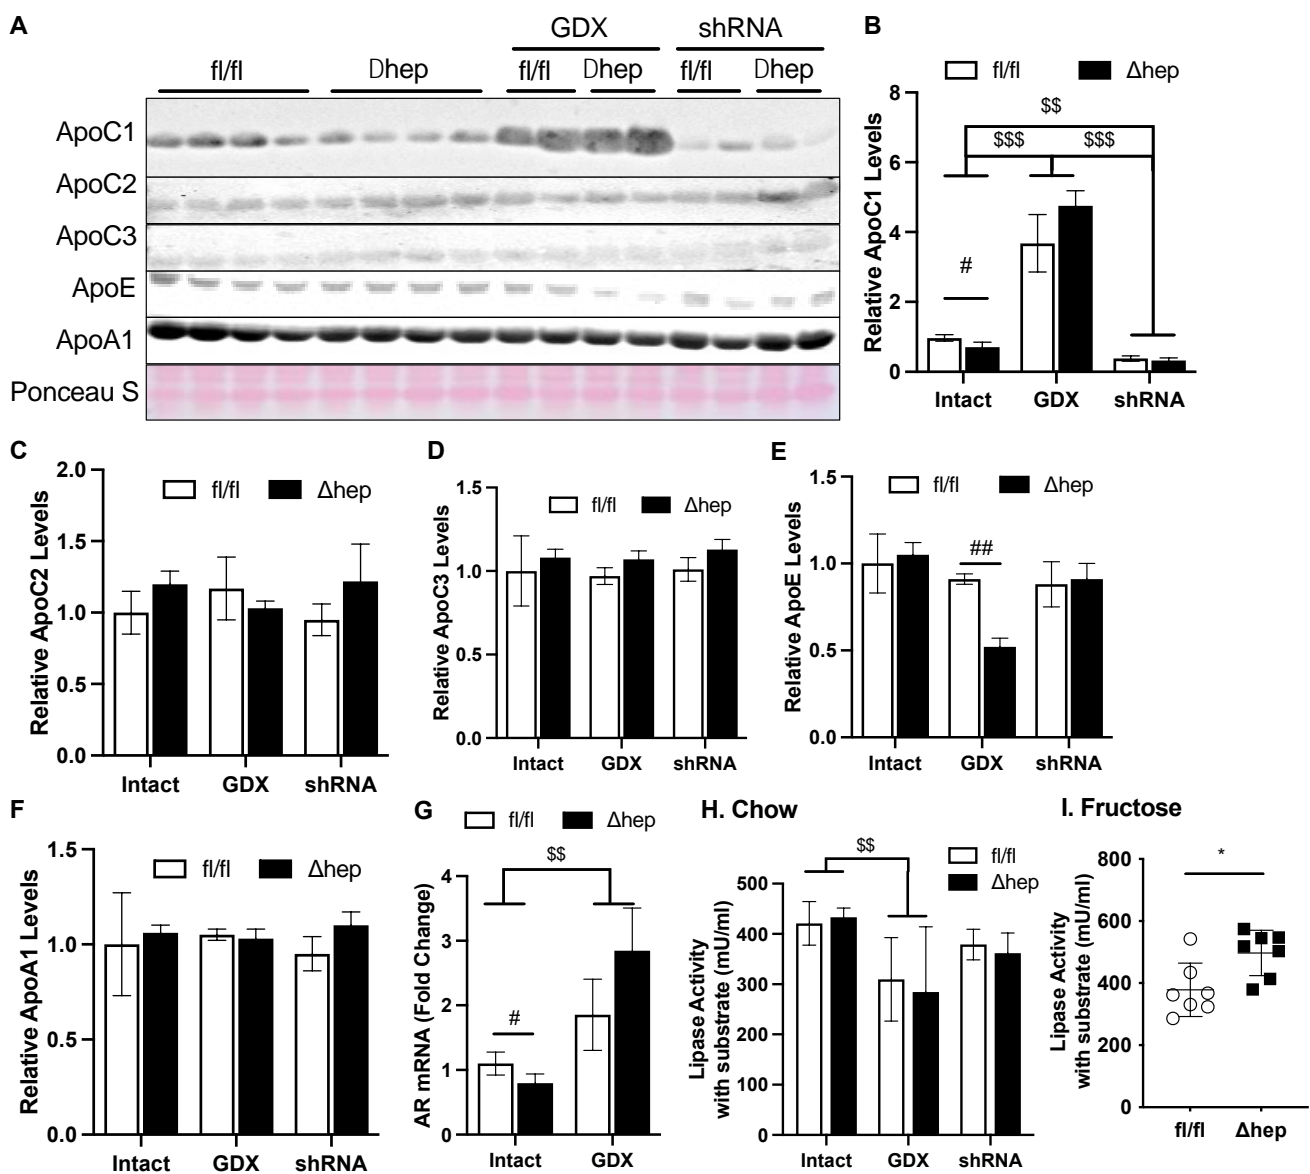 A
GDX
shRNA
fl/fl
Dhep
fl/fl
Dhep
fl/fl
Dhep
ApoC1
ApoC2
ApoC3
ApoE
ApoA1
Ponceau S
B
fl/fl
Δhep
Relative ApoC1 Levels
8
6
4
2
0
$$
$$$
$$$
#
Intact
GDX
shRNA
C
fl/fl
Δhep
Relative ApoC2 Levels
2.0
1.5
1.0
0.5
0.0
Intact
GDX
shRNA
D
fl/fl
Δhep
Relative ApoC3 Levels
1.5
1.0
0.5
0.0
Intact
GDX
shRNA
E
fl/fl
Δhep
Relative ApoE Levels
1.5
1.0
0.5
0.0
##
Intact
GDX
shRNA
F
fl/fl
Δhep
Relative ApoA1 Levels
1.5
1.0
0.5
0.0
Intact
GDX
shRNA
G
fl/fl
Δhep
AR mRNA (Fold Change)
4
3
2
1
0
$$
#
Intact
GDX
H. Chow
fl/fl
Δhep
Lipase Activity
with substrate (mU/ml)
500
400
300
200
100
0
$$
Intact
GDX
shRNA
I. Fructose
Lipase Activity
with substrate (mU/ml)
800
600
400
200
0
*
fl/fl
Δhep